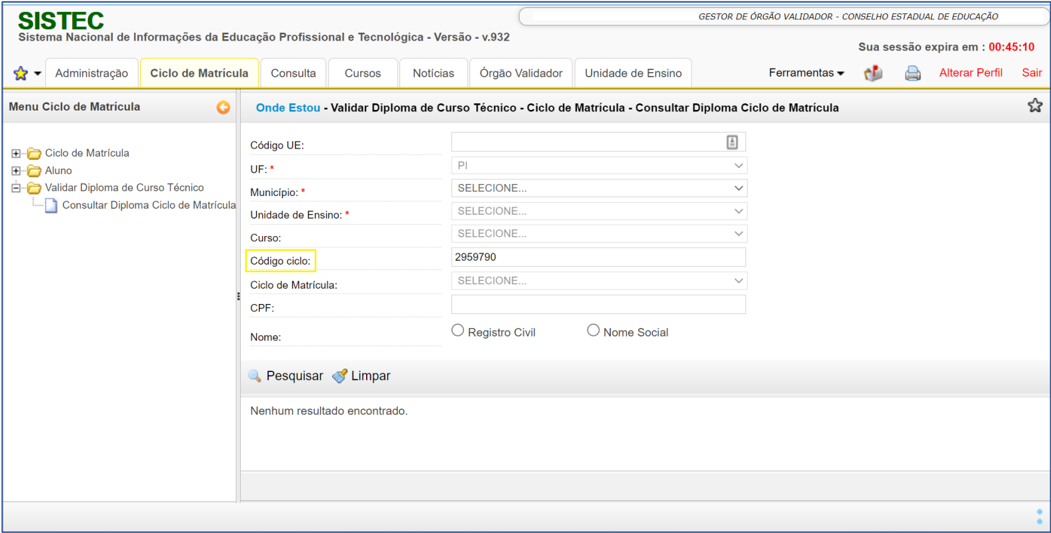 SISTEC
Sistema Nacional de Informações da Educação Profissional e Tecnológica - Versão - v.932
GESTOR DE ÓRGÃO VALIDADOR - CONSELHO ESTADUAL DE EDUCAÇÃO
Sua sessão expira em : 00:45:10
Administração Ciclo de Matrícula Consulta Cursos Notícias Órgão Validador Unidade de Ensino Ferramentas Alterar Perfil Sair
Menu Ciclo de Matrícula
Ciclo de Matrícula
Aluno
Validar Diploma de Curso Técnico
Consultar Diploma Ciclo de Matrícula
Onde Estou - Validar Diploma de Curso Técnico - Ciclo de Matrícula - Consultar Diploma Ciclo de Matrícula
Código UE:
UF: * PI
Município: * SELECIONE...
Unidade de Ensino: * SELECIONE...
Curso: SELECIONE...
Código ciclo: 2959790
Ciclo de Matrícula: SELECIONE...
CPF:
Nome: Registro Civil Nome Social
Pesquisar Limpar
Nenhum resultado encontrado.